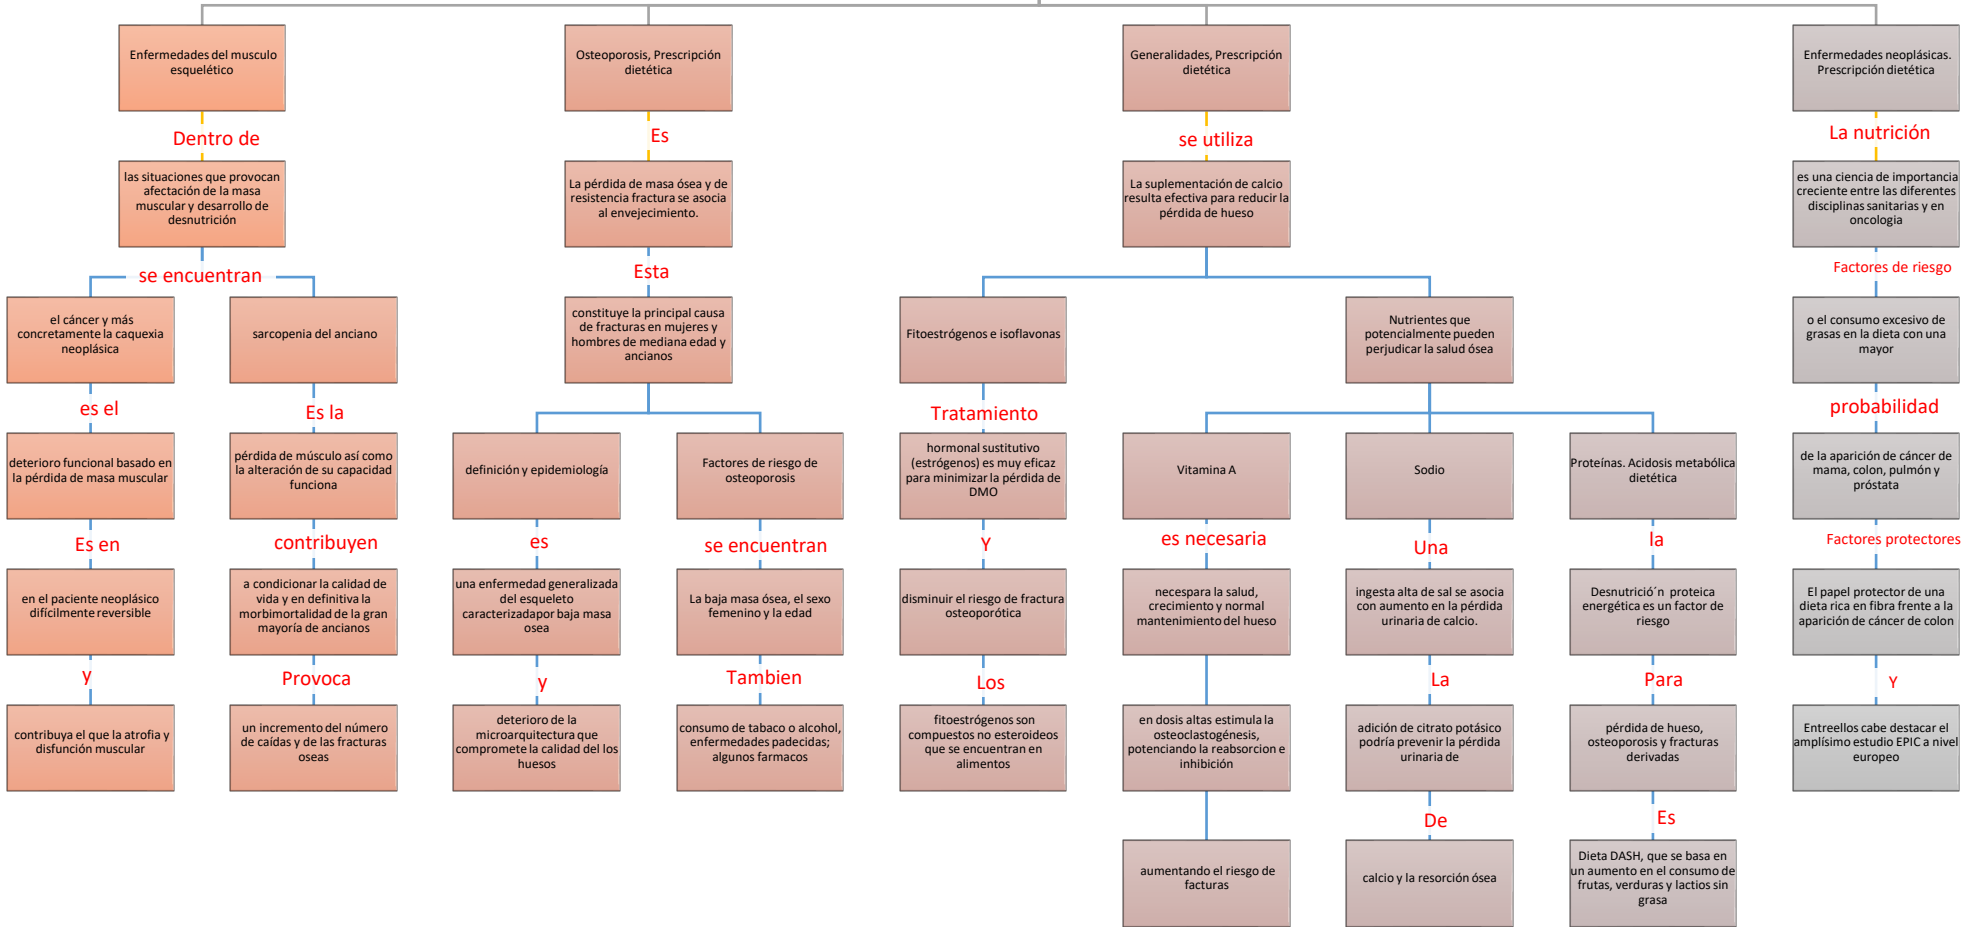 Enfermedades del musculo
esquelético
Dentro de
las situaciones que provocan
afectación de la masa
muscular y desarrollo de
desnutrición
se encuentran
el cáncer y más
concretamente la caquexia
neoplásica
es el
deterioro funcional basado en
la pérdida de masa muscular
Es en
en el paciente neoplásico
difícilmente reversible
y
contribuya el que la atrofia y
disfunción muscular
sarcopenia del anciano
Es la
pérdida de músculo así como
la alteración de su capacidad
funciona
contribuyen
a condicionar la calidad de
vida y en definitiva la
morbimortalidad de la gran
mayoría de ancianos
Provoca
un incremento del número
de caídas y de las fracturas
oseas
Osteoporosis, Prescripción
dietética
Es
La pérdida de masa ósea y de
resistencia fractura se asocia
al envejecimiento.
Esta
constituye la principal causa
de fracturas en mujeres y
hombres de mediana edad y
ancianos
definición y epidemiología
es
una enfermedad generalizada
del esqueleto
caracterizadapor baja masa
osea
y
deterioro de la
microarquitectura que
compromete la calidad del los
huesos
Factores de riesgo de
osteoporosis
se encuentran
La baja masa ósea, el sexo
femenino y la edad
Tambien
consumo de tabaco o alcohol,
enfermedades padecidas;
algunos farmacos
Generalidades, Prescripción
dietética
se utiliza
La suplementación de calcio
resulta efectiva para reducir la
pérdida de hueso
Fitoestrógenos e isoflavonas
Tratamiento
hormonal sustitutivo
(estrógenos) es muy eficaz
para minimizar la pérdida de
DMO
Y
disminuir el riesgo de fractura
osteoporótica
Los
fitoestrógenos son
compuestos no esteroideos
que se encuentran en
alimentos
Nutrientes que
potencialmente pueden
perjudicar la salud ósea
Vitamina A
es necesaria
necespara la salud,
crecimiento y normal
mantenimiento del hueso
en dosis altas estimula la
osteoclastogénesis,
potenciando la reabsorcion e
inhibición
aumentando el riesgo de
facturas
Sodio
Una
ingesta alta de sal se asocia
con aumento en la pérdida
urinaria de calcio.
La
adición de citrato potásico
podría prevenir la pérdida
urinaria de
De
calcio y la resorción ósea
Proteínas. Acidosis metabólica
dietética
la
Desnutrició´n proteica
energética es un factor de
riesgo
Para
pérdida de hueso,
osteoporosis y fracturas
derivadas
Es
Dieta DASH, que se basa en
un aumento en el consumo de
frutas, verduras y lactios sin
grasa
Enfermedades neoplásicas.
Prescripción dietética
La nutrición
es una ciencia de importancia
creciente entre las diferentes
disciplinas sanitarias y en
oncologia
Factores de riesgo
o el consumo excesivo de
grasas en la dieta con una
mayor
probabilidad
de la aparición de cáncer de
mama, colon, pulmón y
próstata
Factores protectores
El papel protector de una
dieta rica en fibra frente a la
aparición de cáncer de colon
Y
Entreellos cabe destacar el
amplísimo estudio EPIC a nivel
europeo